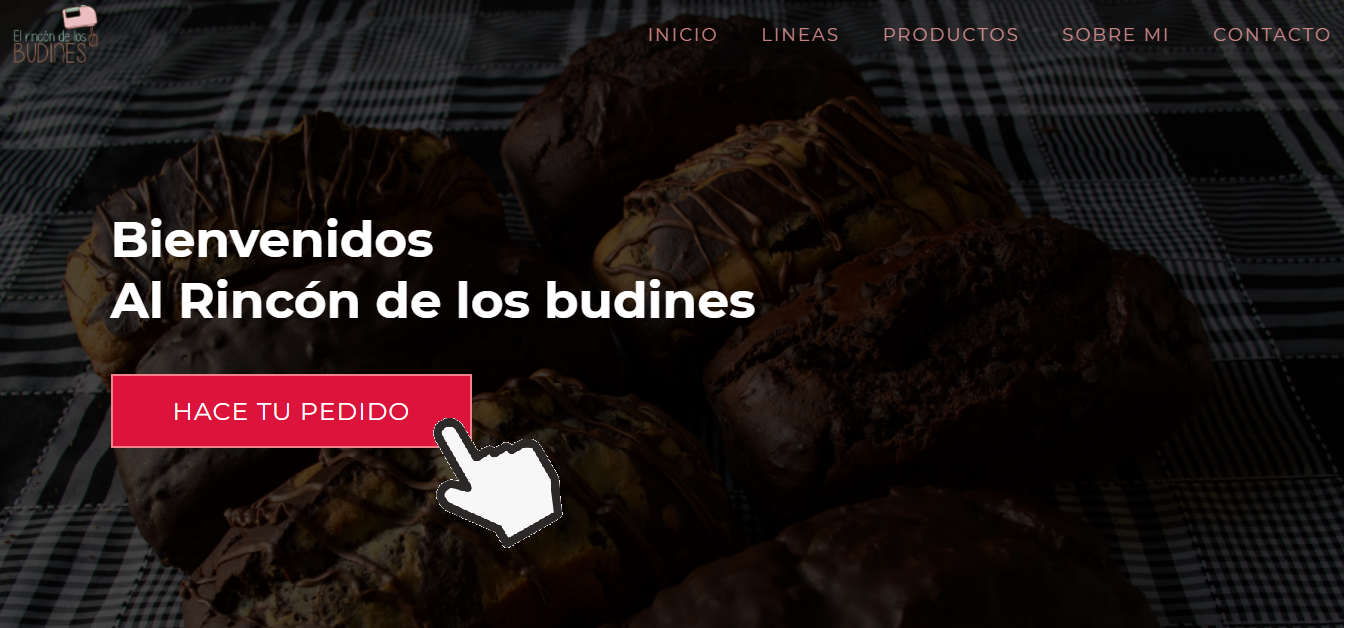 El rincón de los
BUDINES
INICIO LINEAS PRODUCTOS SOBRE MI CONTACTO
Bienvenidos
Al Rincón de los budines
HACE TU PEDIDO